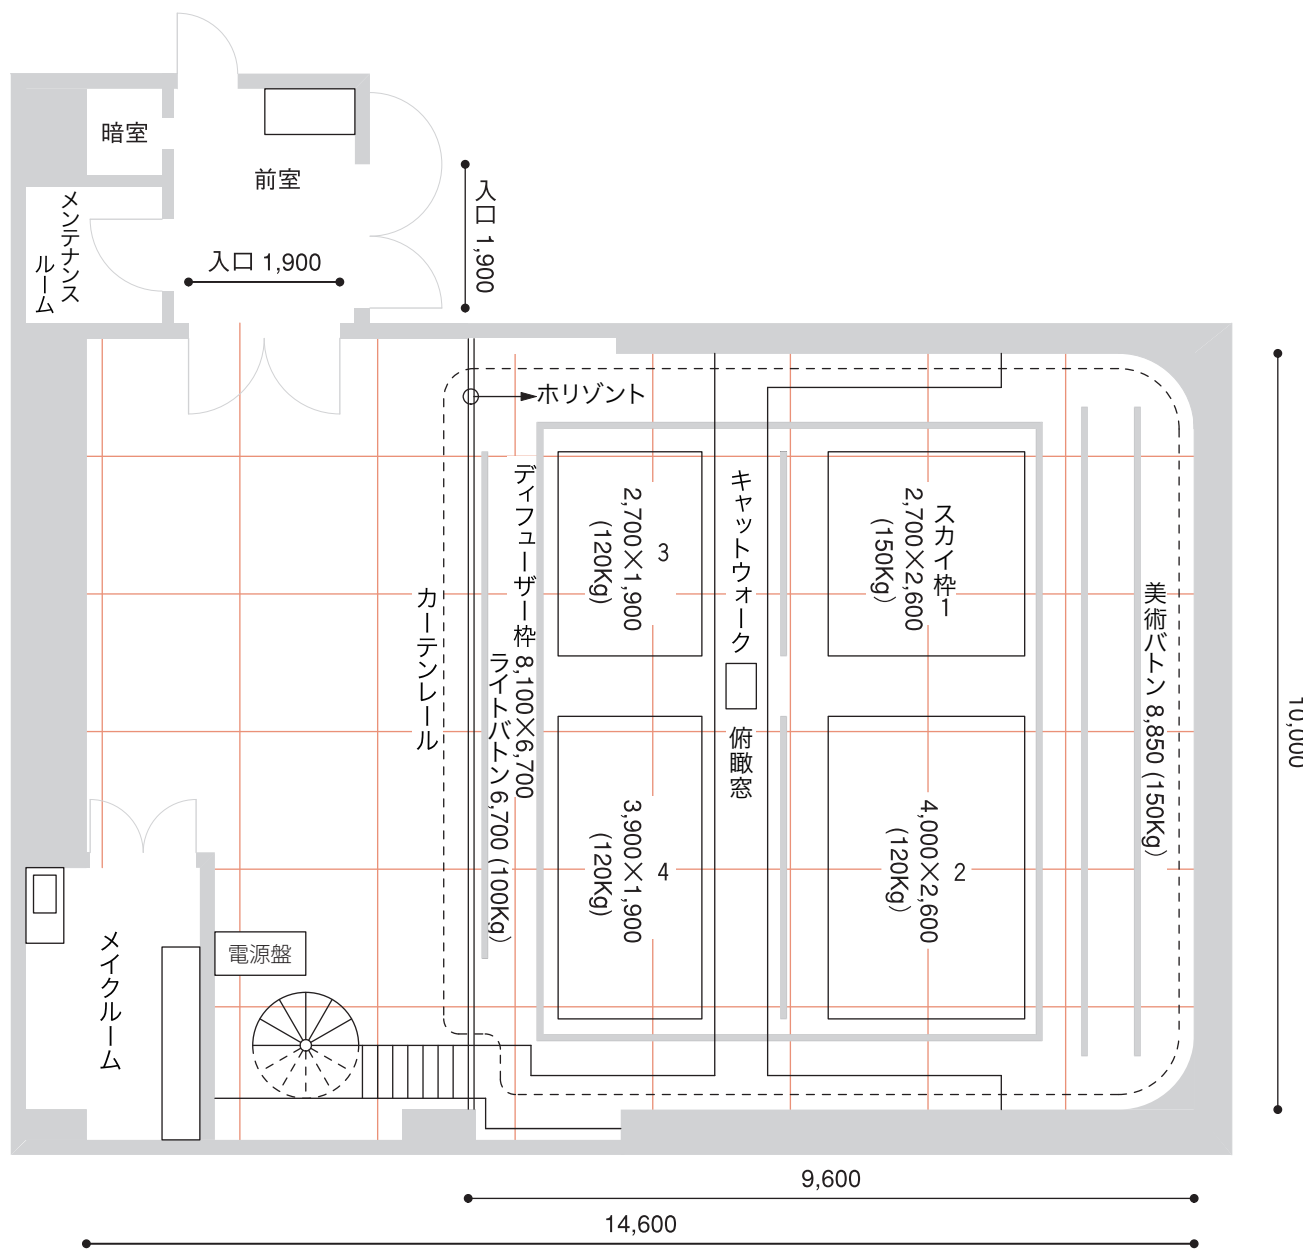 暗室
前室
メンテナンス
ルーム
入口 1,900
入口 1,900
ホリゾント
ディフューザー枠 8,100×6,700
ライトバトン6,700 (100Kg)
カーテンレール
3
2,700×1,900
(120Kg)
キャットウォーク
俯瞰窓
スカイ枠1
2,700×2,600
(150Kg)
美術バトン 8,850 (150Kg)
4
3,900×1,900
(120Kg)
2
4,000×2,600
(120Kg)
メイクルーム
電源盤
10,000
9,600
14,600